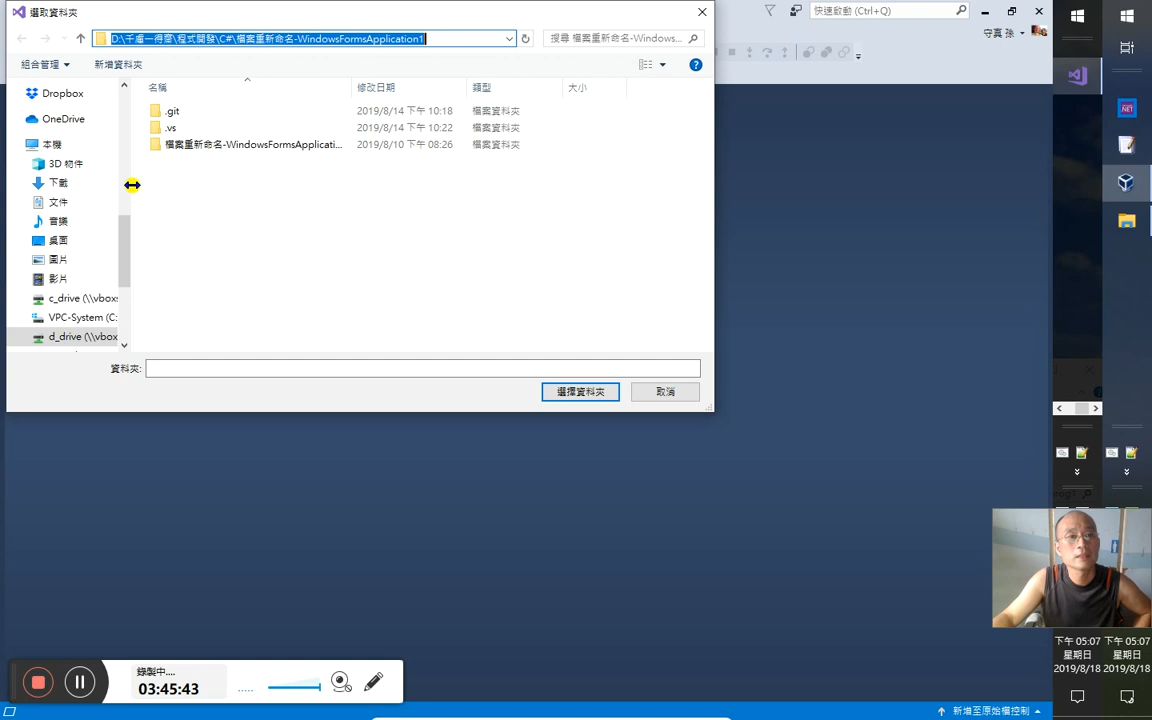 選取資料夾
快速啟動 (Ctrl+Q)
D:\千慮一得齋\程式開發\C#\檔案重新命名-WindowsFormsApplication1
搜尋 檔案重新命名-Windows...
守真 孫
組合管理
新增資料夾
名稱
修改日期
類型
大小
Dropbox
OneDrive
本機
3D 物件
下載
文件
音樂
桌面
圖片
影片
c_drive (\\vbox
VPC-System (C:
d_drive (\\vbox
.git
2019/8/14 下午 10:18
檔案資料夾
.vs
2019/8/14 下午 10:22
檔案資料夾
檔案重新命名-WindowsFormsApplicati...
2019/8/10 下午 08:26
檔案資料夾
資料夾:
選擇資料夾
取消
.NET
錄製中....
03:45:43
下午 05:07
星期日
2019/8/18
下午 05:07
星期日
2019/8/18
新增至原始檔控制